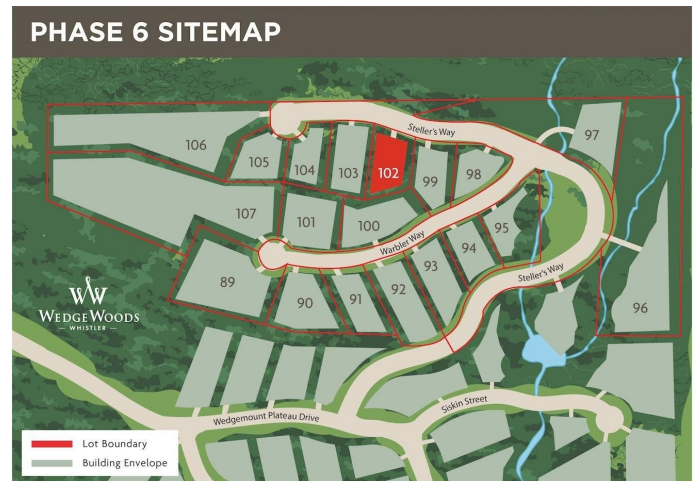 PHASE 6 SITEMAP
Steller's Way
97
106
105
104
103
102
99
98
107
101
100
Warbler Way
95
94
93
89
90
91
92
Steller's Way
96
WEDGEWOODS
WHISTLER
Wedgemount Plateau Drive
Siskin Street
Lot Boundary
Building Envelope